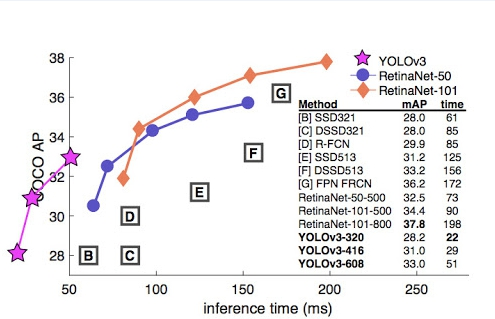 38
36
34
32
30
28
COCO AP
50
100
150
200
250
inference time (ms)
B
C
D
E
F
G
YOLOv3
RetinaNet-50
RetinaNet-101
Method mAP time
[B] SSD321 28.0 61
[C] DSSD321 28.0 85
[D] R-FCN 29.9 85
[E] SSD513 31.2 125
[F] DSSD513 33.2 156
[G] FPN FRCN 36.2 172
RetinaNet-50-500 32.5 73
RetinaNet-101-500 34.4 90
RetinaNet-101-800 37.8 198
YOLOv3-320 28.2 22
YOLOv3-416 31.0 29
YOLOv3-608 33.0 51